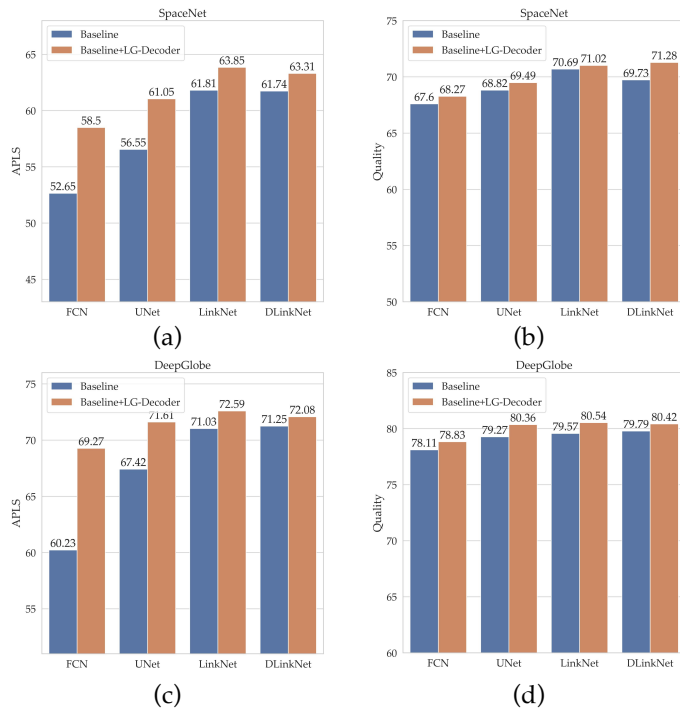 SpaceNet
Baseline
Baseline+LG-Decoder
65
60
55
50
45
APLS
52.65
58.5
56.55
61.05
61.81
63.85
61.74
63.31
FCN
UNet
LinkNet
DLinkNet
(a)
SpaceNet
Baseline
Baseline+LG-Decoder
75
70
65
60
55
50
Quality
67.6
68.27
68.82
69.49
70.69
71.02
69.73
71.28
FCN
UNet
LinkNet
DLinkNet
(b)
DeepGlobe
Baseline
Baseline+LG-Decoder
75
70
65
60
55
APLS
60.23
69.27
67.42
71.61
71.03
72.59
71.25
72.08
FCN
UNet
LinkNet
DLinkNet
(c)
DeepGlobe
Baseline
Baseline+LG-Decoder
85
80
75
70
65
60
Quality
78.11
78.83
79.27
80.36
79.57
80.54
79.79
80.42
FCN
UNet
LinkNet
DLinkNet
(d)